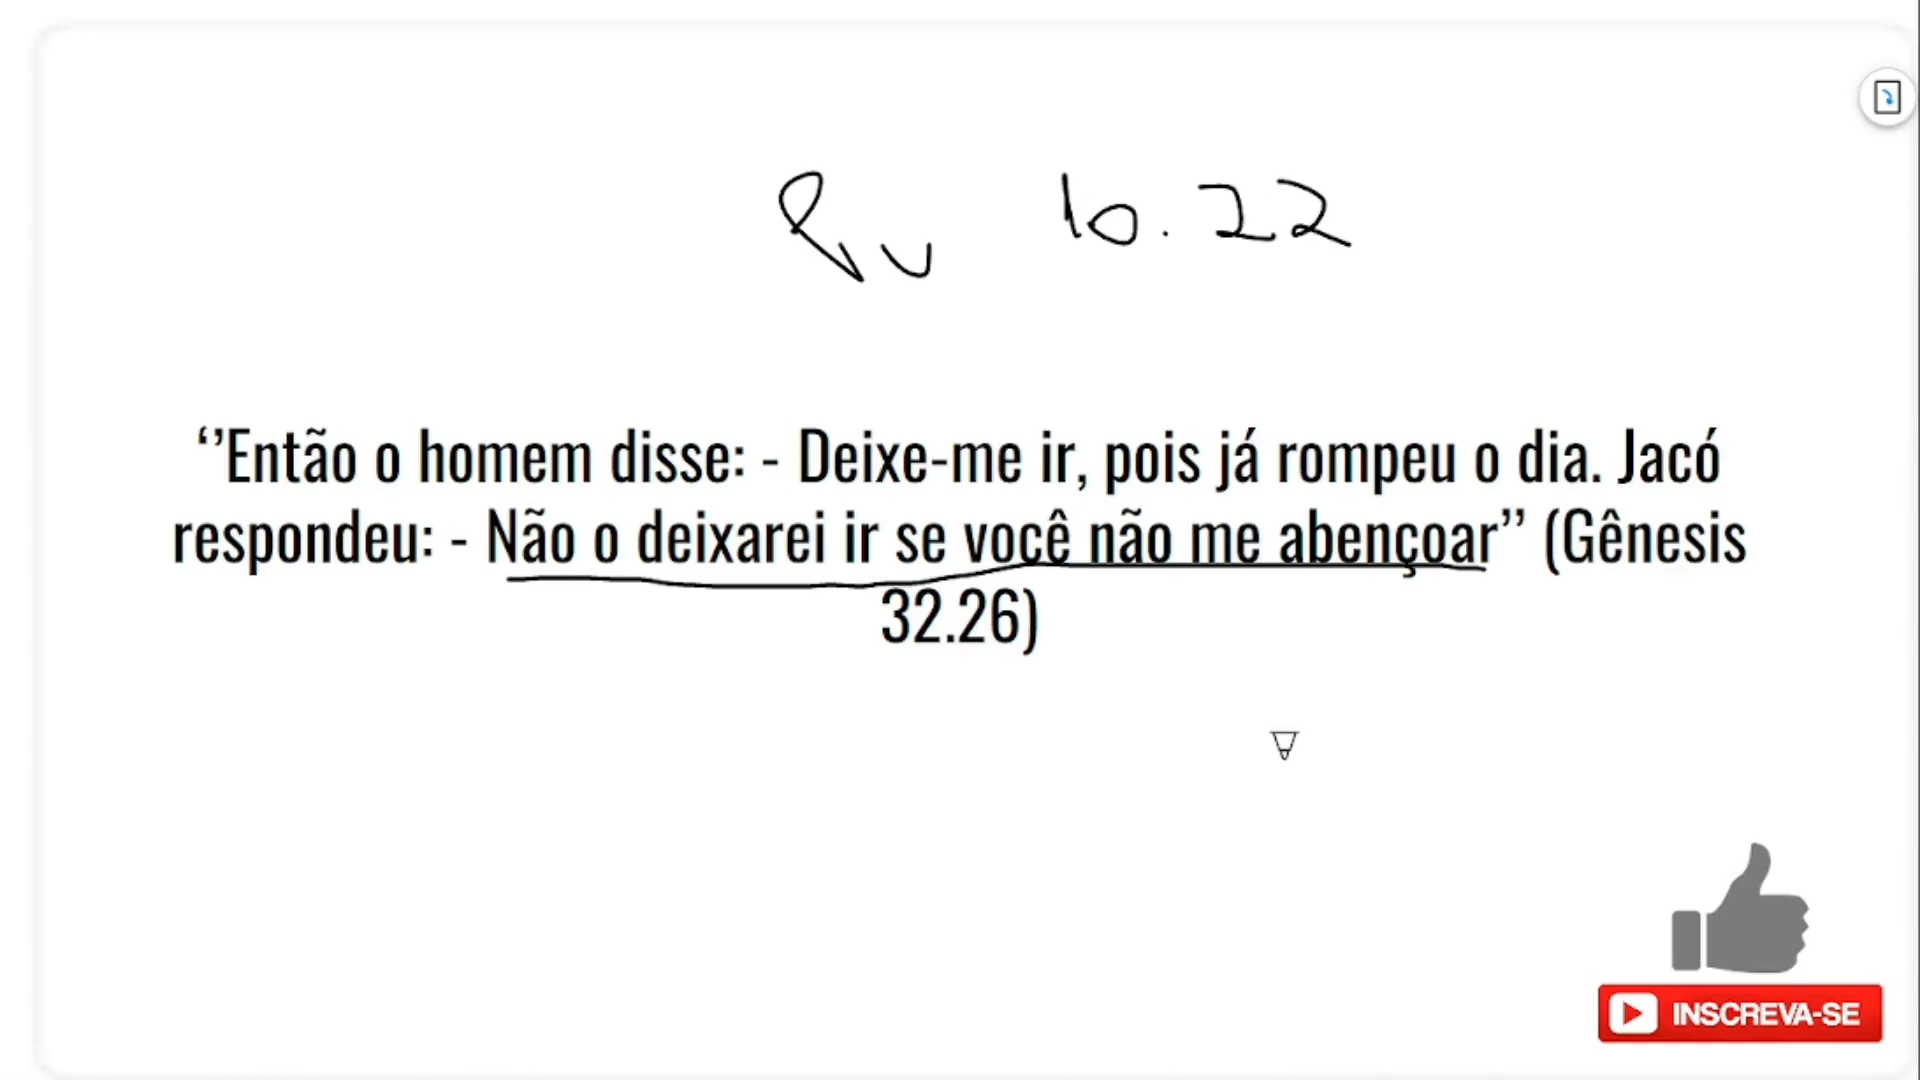 Pv 10.22
‘’Então o homem disse: - Deixe-me ir, pois já rompeu o dia. Jacó
respondeu: - Não o deixarei ir se você não me abençoar’’ (Gênesis
32.26)
INSCREVA-SE